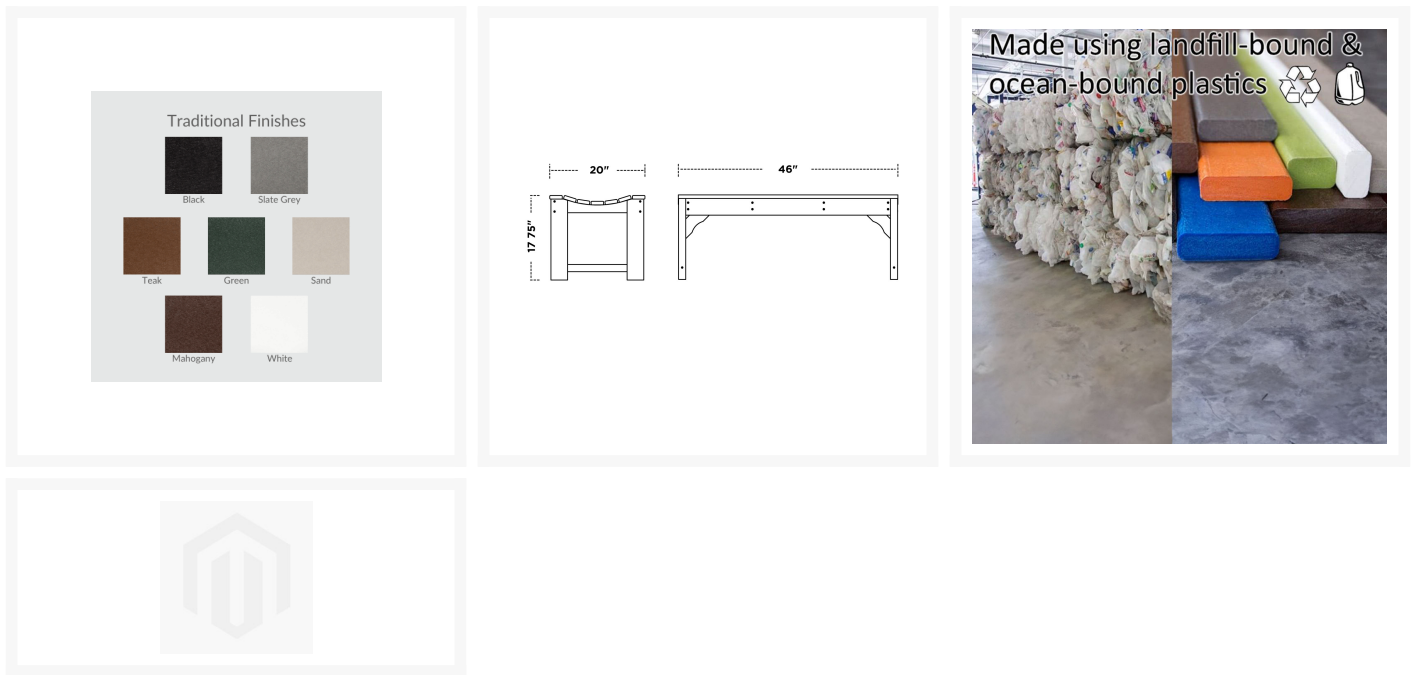 Traditional Finishes
Black
Slate Grey
Teak
Green
Sand
Mahogany
White
20"
46"
17 75"
Made using landfill-bound &
ocean-bound plastics